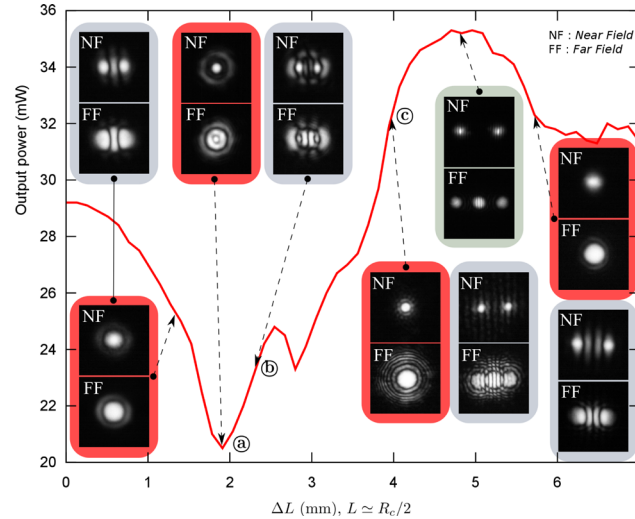 36
34
32
30
28
26
24
22
20
Output power (mW)
0
1
2
3
4
5
6
ΔL (mm), L ≃ R_c/2
NF : Near Field
FF : Far Field
NF
FF
NF
FF
NF
FF
NF
FF
NF
FF
NF
FF
NF
FF
NF
FF
NF
FF
ⓐ
ⓑ
ⓒ